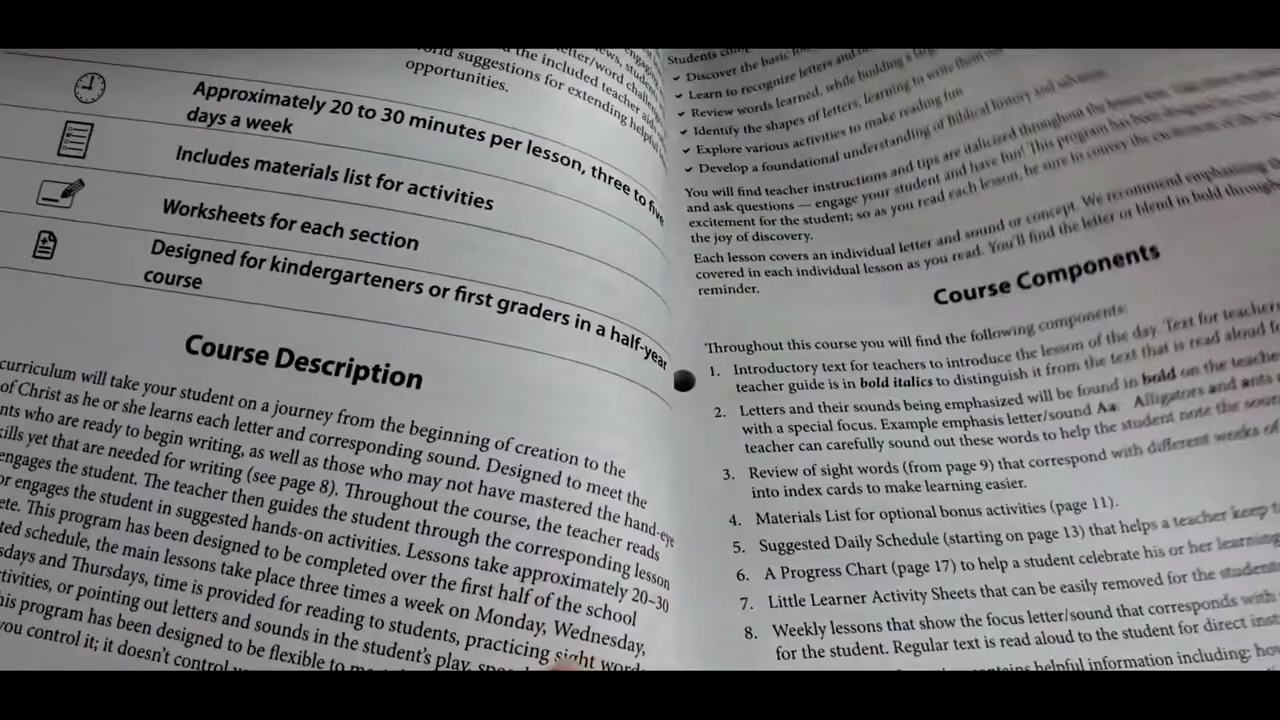 the included teacher aids
suggestions for extending helpful
opportunities.
Approximately 20 to 30 minutes per lesson, three to five
days a week
Includes materials list for activities
Worksheets for each section
Designed for kindergarteners or first graders in a half-year
course
Course Description
curriculum will take your student on a journey from the beginning of creation to the
of Christ as he or she learns each letter and corresponding sound. Designed to meet the
who are ready to begin writing, as well as those who may not have mastered the hand-eye
yet that are needed for writing (see page 8). Throughout the course, the teacher reads
engages the student. The teacher then guides the student through the corresponding lesson
or engages the student in suggested hands-on activities. Lessons take approximately 20–30
This program has been designed to be completed over the first half of the school
schedule, the main lessons take place three times a week on Monday, Wednesday,
and Thursdays, time is provided for reading to students, practicing sight words
or pointing out letters and sounds in the student's play,
program has been designed to be flexible to
you control it; it doesn't control
Students
✓ Discover the basic
✓ Learn to recognize letters and
✓ Review words learned, while building a
✓ Identify the shapes of letters, learning to write them
✓ Explore various activities to make reading fun
✓ Develop a foundational understanding of Biblical history and
You will find teacher instructions and tips are italicized throughout the
and ask questions — engage your student and have fun! This program has been
excitement for the student; so as you read each lesson, be sure to convey the
the joy of discovery.
Each lesson covers an individual letter and sound or concept. We recommend emphasizing
covered in each individual lesson as you read. You'll find the letter or blend in bold
reminder.
Course Components
Throughout this course you will find the following components:
1. Introductory text for teachers to introduce the lesson of the day. Text for teachers
teacher guide is in bold italics to distinguish it from the text that is read aloud
2. Letters and their sounds being emphasized will be found in bold on the
with a special focus. Example emphasis letter/sound Aa: Alligators and ants
teacher can carefully sound out these words to help the student note the
3. Review of sight words (from page 9) that correspond with different weeks of
into index cards to make learning easier.
4. Materials List for optional bonus activities (page 11).
5. Suggested Daily Schedule (starting on page 13) that helps a teacher keep
6. A Progress Chart (page 17) to help a student celebrate his or her learning
7. Little Learner Activity Sheets that can be easily removed for the
8. Weekly lessons that show the focus letter/sound that corresponds with
for the student. Regular text is read aloud to the student for direct
contains helpful information including: